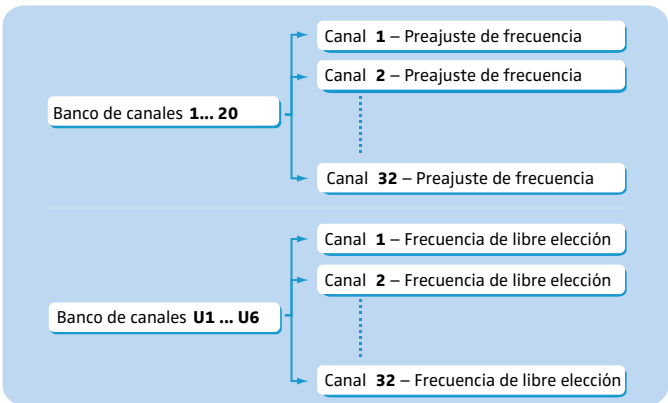 Canal 1 – Preajuste de frecuencia
Canal 2 – Preajuste de frecuencia
Banco de canales 1... 20
Canal 32 – Preajuste de frecuencia
Canal 1 – Frecuencia de libre elección
Canal 2 – Frecuencia de libre elección
Banco de canales U1 ... U6
Canal 32 – Frecuencia de libre elección